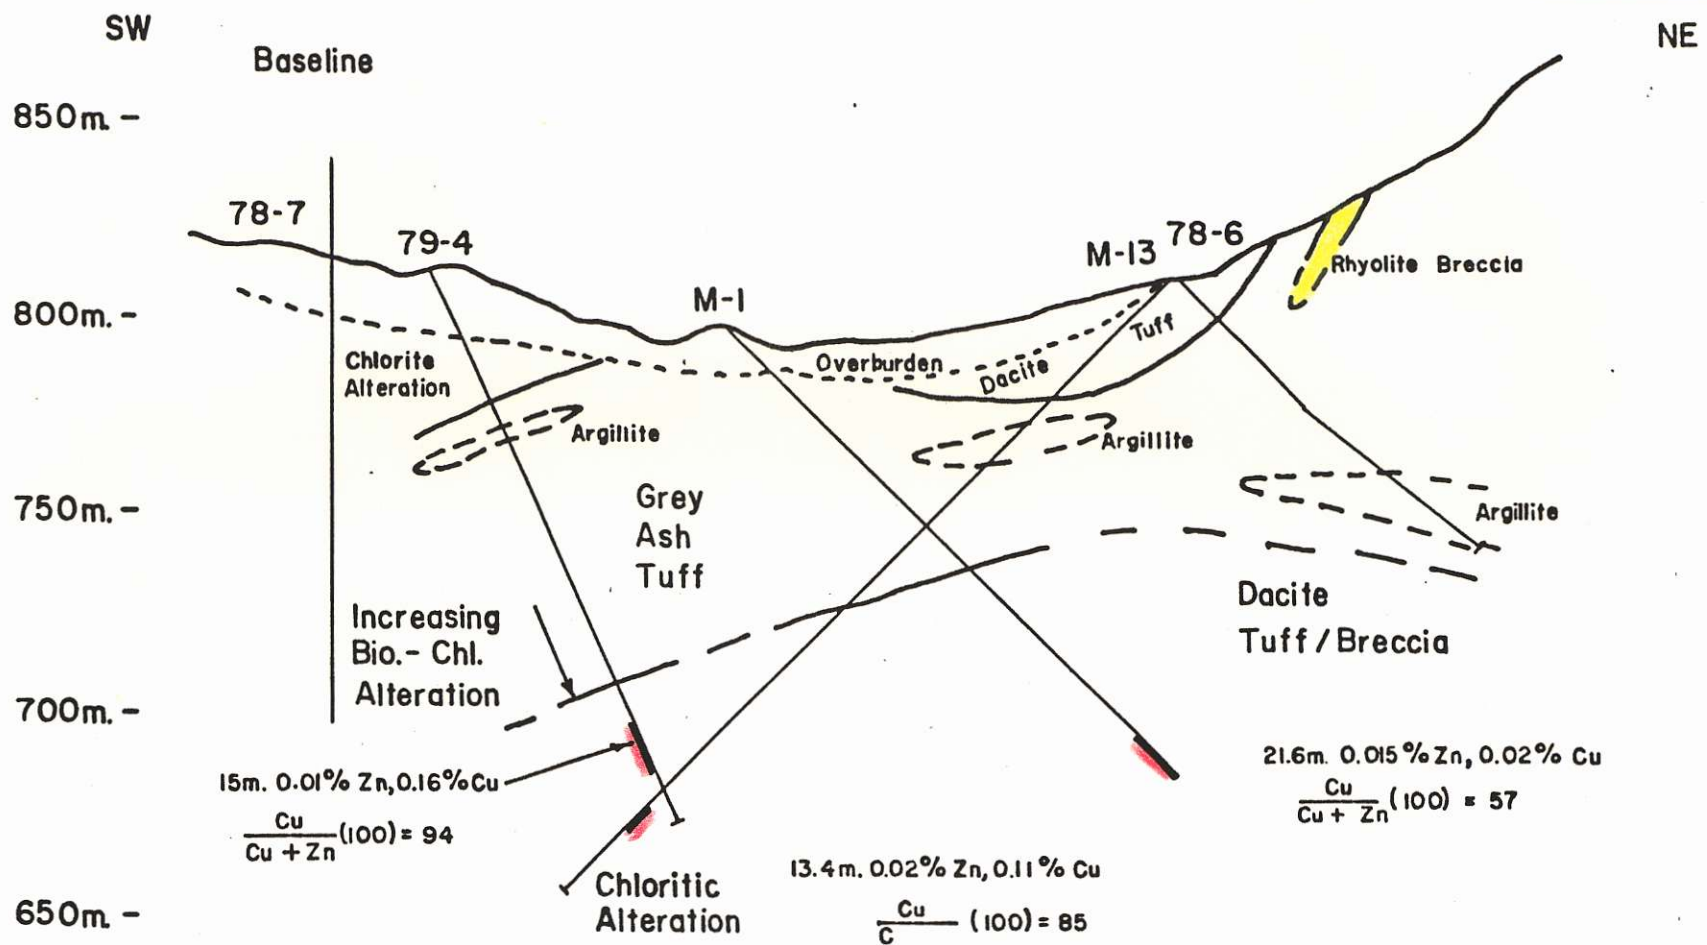 SW
NE
Baseline
850m. -
78-7
79-4
M-13
78-6
Rhyolite Breccia
800m. -
M-1
Tuff
Overburden
Dacite
Chlorite
Alteration
Argillite
Argillite
750m. -
Grey
Ash
Tuff
Argillite
Dacite
Tuff / Breccia
Increasing
Bio.- Chl.
Alteration
700m. -
15m. 0.01% Zn, 0.16% Cu
Cu
Cu + Zn (100) = 94
21.6m. 0.015% Zn, 0.02% Cu
Cu
Cu + Zn (100) = 57
13.4m. 0.02% Zn, 0.11% Cu
Cu
C (100) = 85
Chloritic
Alteration
650m. -